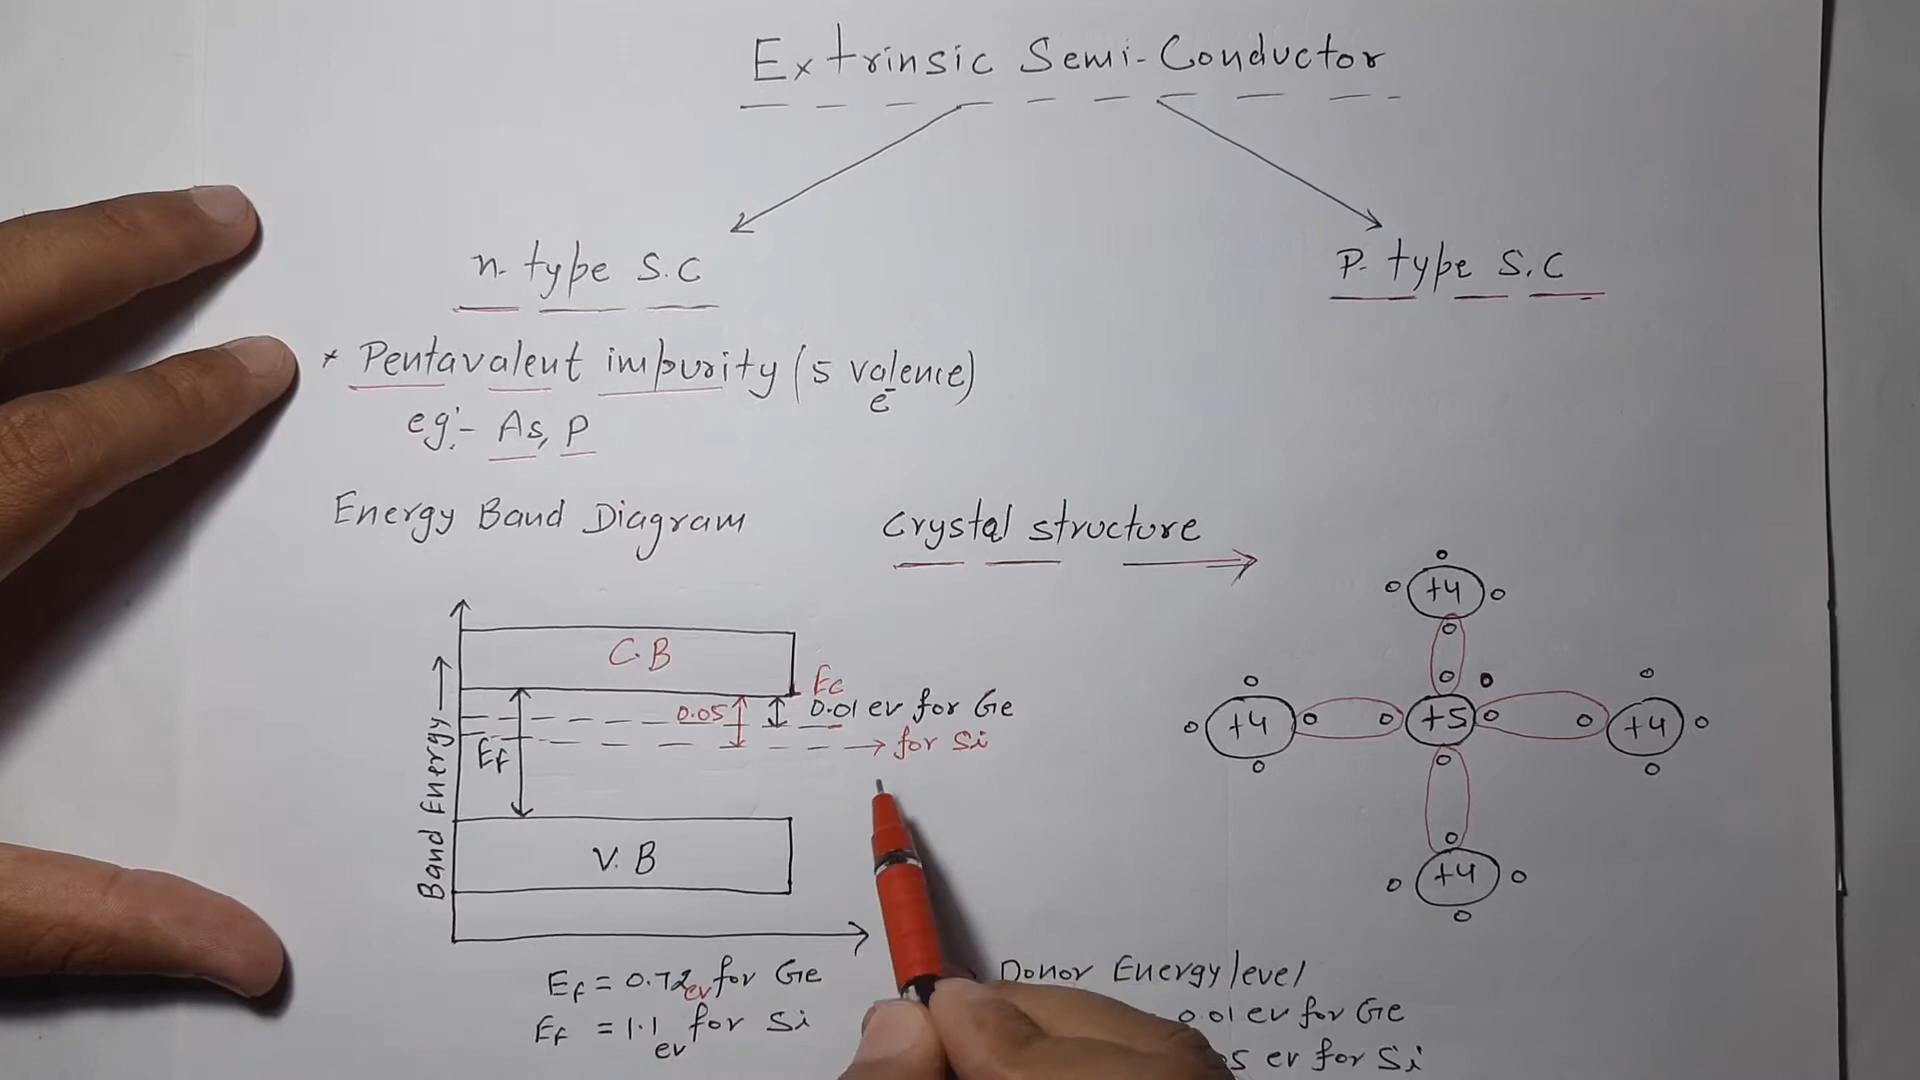 Extrinsic Semi-Conductor
n-type S.C
P-type S.C
* Pentavalent impurity (5 valence)
e-
eg:- As, P
Energy Band Diagram
Crystal structure
C.B
Ec
0.05
0.01 ev for Ge
for Si
Ef
Band Energy
V.B
Ef = 0.72 ev for Ge
Ef = 1.1 ev for Si
+4
+4
+5
+4
+4
Donor Energy level
0.01 ev for Ge
ev for Si